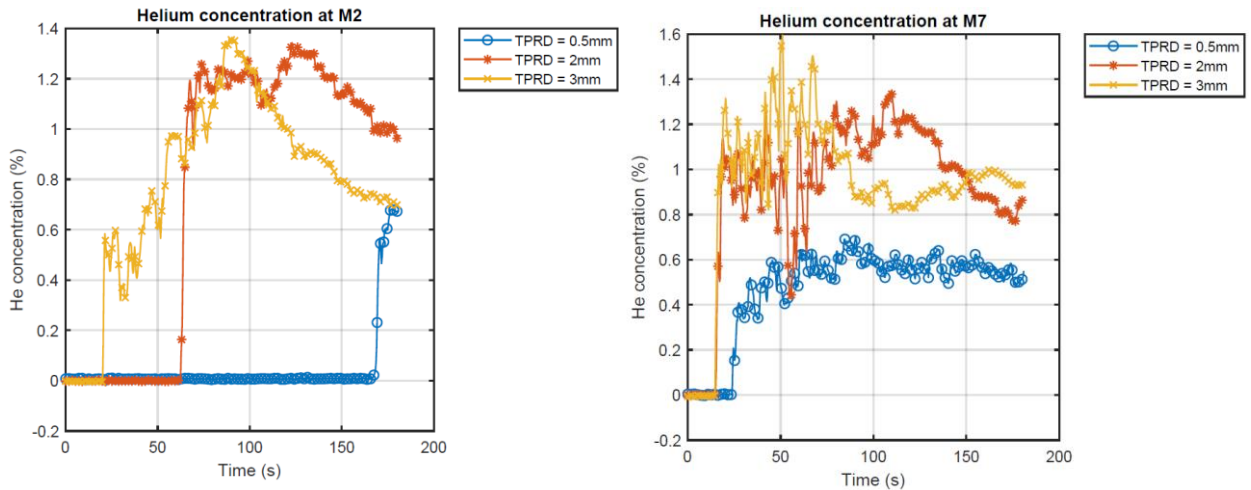 Helium concentration at M2
TPRD = 0.5mm
TPRD = 2mm
TPRD = 3mm
He concentration (%)
1.4
1.2
1
0.8
0.6
0.4
0.2
0
-0.2
0
50
100
150
200
Time (s)
Helium concentration at M7
TPRD = 0.5mm
TPRD = 2mm
TPRD = 3mm
He concentration (%)
1.6
1.4
1.2
1
0.8
0.6
0.4
0.2
0
-0.2
0
50
100
150
200
Time (s)